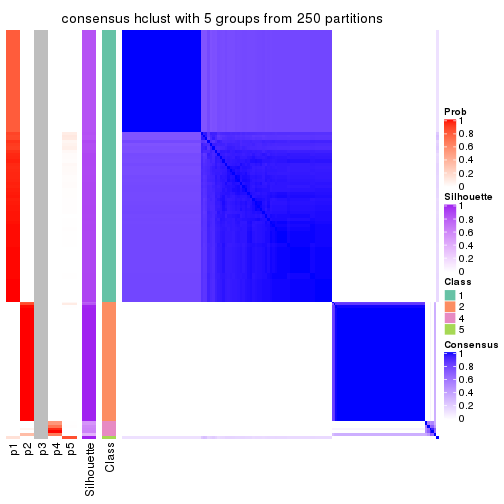 consensus hclust with 5 groups from 250 partitions
Prob
1
0.8
0.6
0.4
0.2
0
Silhouette
1
0.8
0.6
0.4
0.2
0
Class
1
2
4
5
Consensus
1
0.8
0.6
0.4
0.2
0
p1
p2
p3
p4
p5
Silhouette
Class